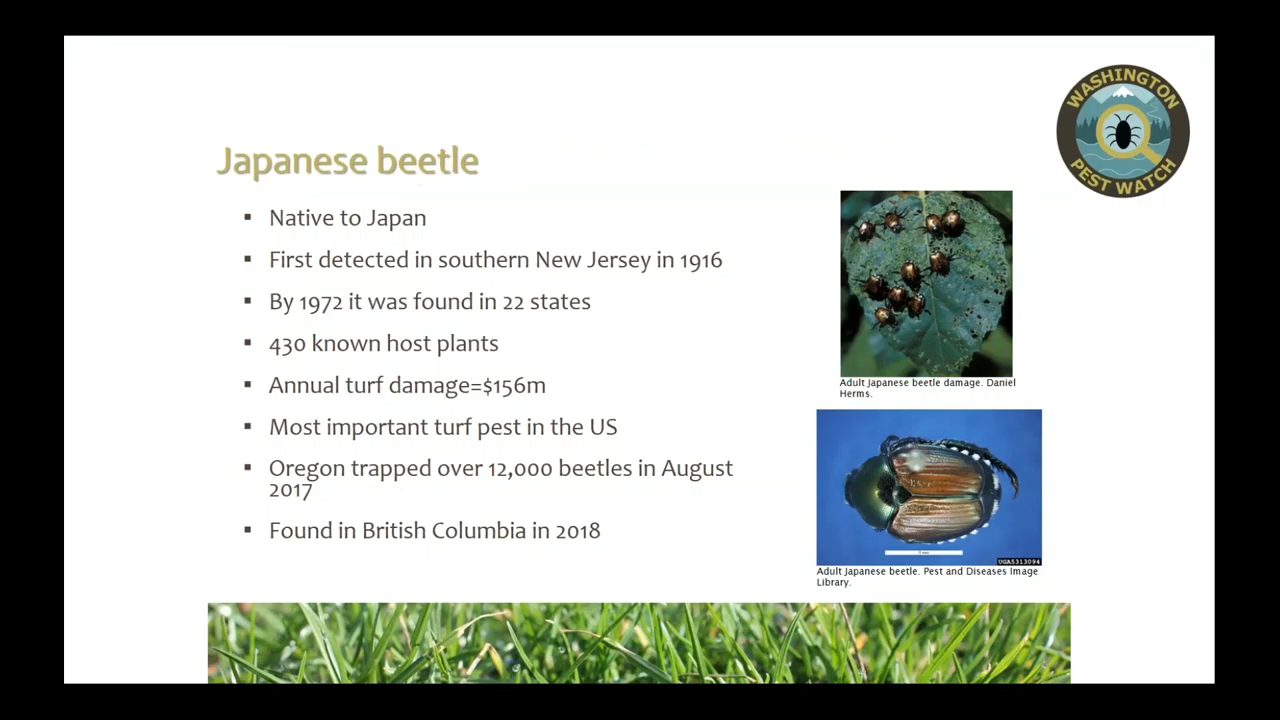 WASHINGTON
PEST WATCH
Japanese beetle
▪ Native to Japan
▪ First detected in southern New Jersey in 1916
▪ By 1972 it was found in 22 states
▪ 430 known host plants
▪ Annual turf damage=$156m
▪ Most important turf pest in the US
▪ Oregon trapped over 12,000 beetles in August
2017
▪ Found in British Columbia in 2018
Adult Japanese beetle damage. Daniel
Herms.
UGA5313094
Adult Japanese beetle. Pest and Diseases Image
Library.